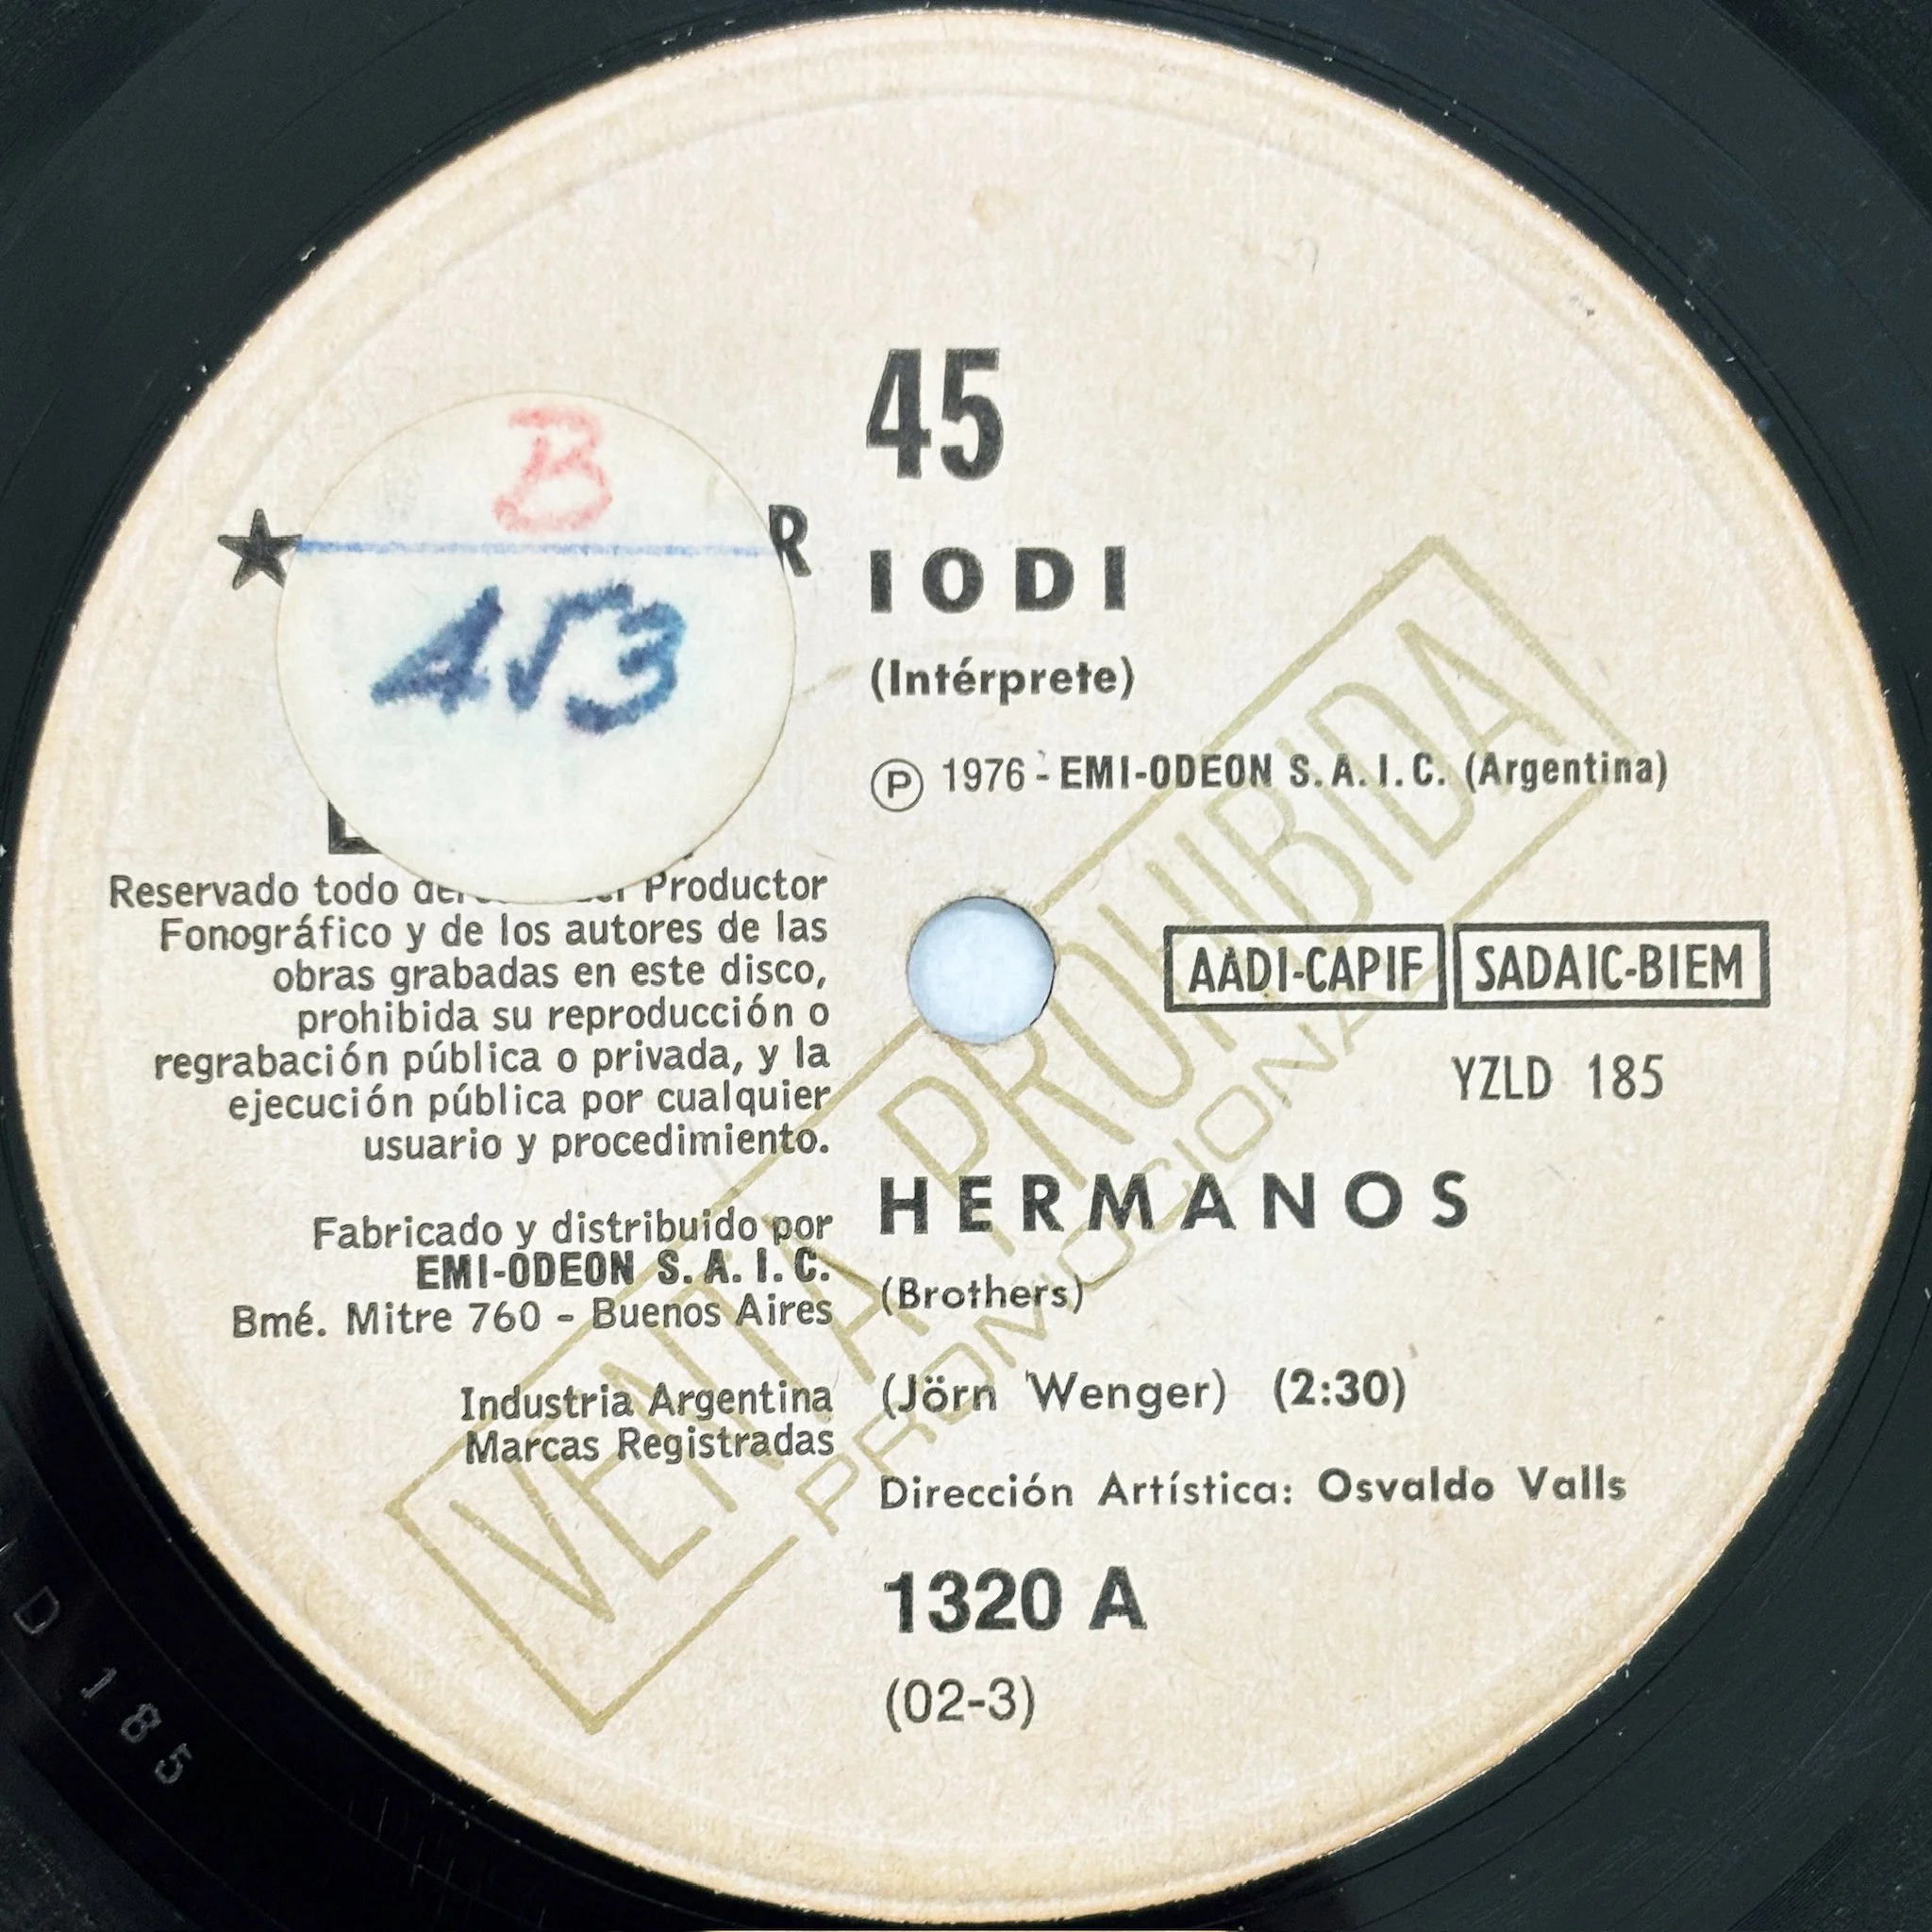 45
B
★ R
453
IODI
(Intérprete)
Ⓟ 1976 - EMI-ODEON S.A.I.C. (Argentina)
Reservado todo Productor
Fonográfico y de los autores de las
obras grabadas en este disco,
prohibida su reproducción o
regrabación pública o privada, y la
ejecución pública por cualquier
usuario y procedimiento.
Fabricado y distribuido por
EMI-ODEON S.A.I.C.
Bmé. Mitre 760 - Buenos Aires
Industria Argentina
Marcas Registradas
AADI-CAPIF SADAIC-BIEM
YZLD 185
HERMANOS
(Brothers)
(Jörn Wenger) (2:30)
Dirección Artística: Osvaldo Valls
1320 A
(02-3)
VENTA PROHIBIDA
PROMOCIONAL
D 185